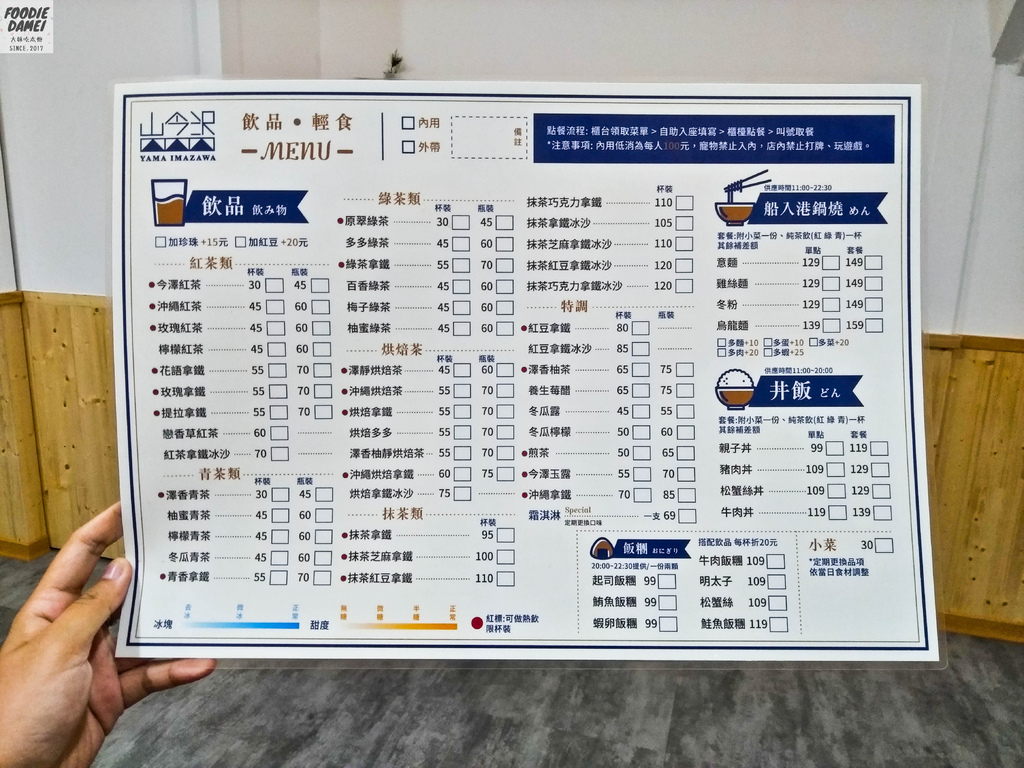 FOODIE
DAMEI
大妹吃成癮
SINCE.2017
山今沢
YAMA IMAZAWA
飲品•輕食
MENU
內用
外帶
備註
點餐流程: 櫃台領取菜單 > 自助入座填寫 > 櫃檯點餐 > 叫號取餐
*注意事項: 內用低消為每人100元，寵物禁止入內，店內禁止打牌、玩遊戲。
飲品 飲み物
加珍珠 +15元 加紅豆 +20元
紅茶類
杯裝 瓶裝
今澤紅茶 30 45
沖繩紅茶 45 60
玫瑰紅茶 45 60
檸檬紅茶 45 60
花語拿鐵 55 70
玫瑰拿鐵 55 70
提拉拿鐵 55 70
戀香草紅茶 60
紅茶拿鐵冰沙 70
青茶類
杯裝 瓶裝
澤香青茶 30 45
柚蜜青茶 45 60
檸檬青茶 45 60
冬瓜青茶 45 60
青香拿鐵 55 70
綠茶類
杯裝 瓶裝
原翠綠茶 30 45
多多綠茶 45 60
綠茶拿鐵 55 70
百香綠茶 45 60
梅子綠茶 45 60
柚蜜綠茶 45 60
烘焙茶
杯裝 瓶裝
澤靜烘焙茶 45 60
沖繩烘焙茶 55 70
烘焙拿鐵 55 70
烘焙多多 55 70
澤香柚靜烘焙茶 55 70
沖繩烘焙拿鐵 60 75
烘焙拿鐵冰沙 75
抹茶類
杯裝
抹茶拿鐵 95
抹茶芝麻拿鐵 100
抹茶紅豆拿鐵 110
杯裝
抹茶巧克力拿鐵 110
抹茶拿鐵冰沙 105
抹茶芝麻拿鐵冰沙 110
抹茶紅豆拿鐵冰沙 120
抹茶巧克力拿鐵冰沙 120
特調
杯裝 瓶裝
紅豆拿鐵 80
紅豆拿鐵冰沙 85
澤香柚茶 65 75
養生莓醋 65 75
冬瓜露 45 55
冬瓜檸檬 50 60
煎茶 50 65
今澤玉露 55 70
沖繩拿鐵 70 85
霜淇淋 Special 一支 69
定期更換口味
供應時間11:00~22:30
船入港鍋燒 めん
套餐:附小菜一份、純茶飲(紅 綠 青)一杯
其餘補差額
單點 套餐
意麵 129 149
雞絲麵 129 149
冬粉 129 149
烏龍麵 139 159
多麵+10 多蛋+10 多菜+20
多肉+20 多蝦+25
供應時間11:00~20:00
丼飯 どん
套餐:附小菜一份、純茶飲(紅 綠 青)一杯
其餘補差額
單點 套餐
親子丼 99 119
豬肉丼 109 129
松蟹絲丼 109 129
牛肉丼 119 139
飯糰 おにぎり
20:00~22:30提供/一份兩顆
起司飯糰 99
鮪魚飯糰 99
蝦卵飯糰 99
搭配飲品 每杯折20元
牛肉飯糰 109
明太子 109
松蟹絲 109
鮭魚飯糰 119
小菜 30
*定期更換品項
依當日食材調整
冰塊 去冰 微冰 正常
甜度 無糖 微糖 半糖 正常
紅標:可做熱飲
限杯裝